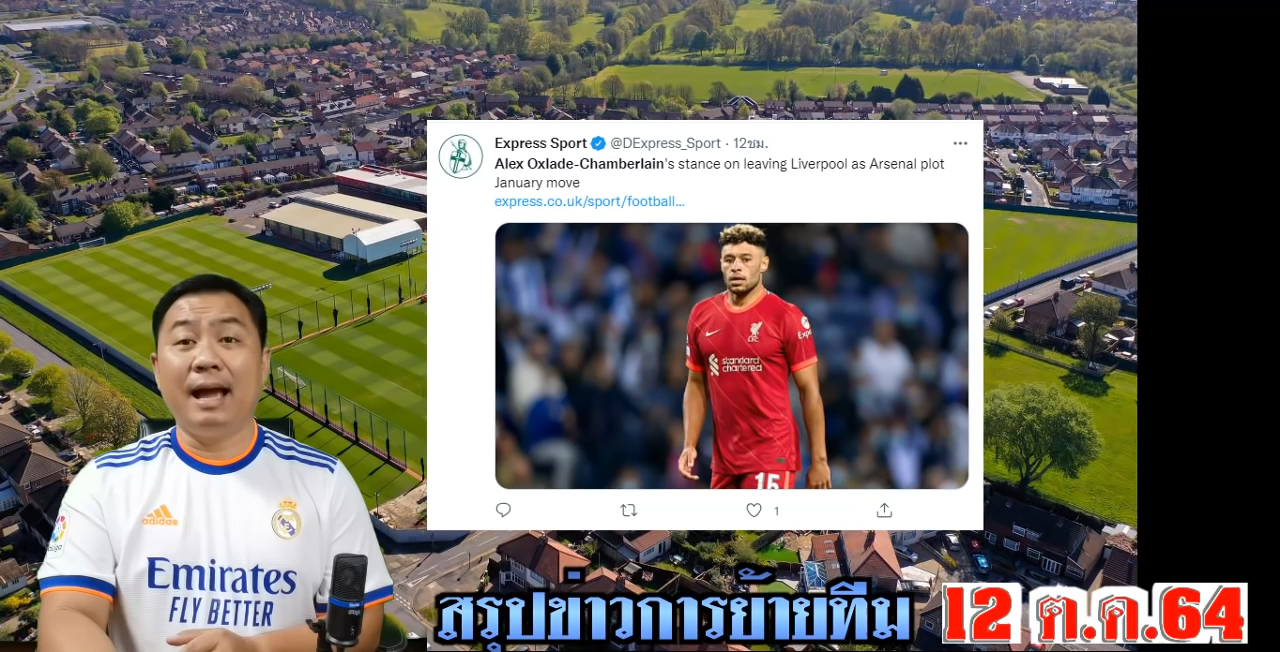 Express Sport @DExpress_Sport · 12ชม.
Alex Oxlade-Chamberlain's stance on leaving Liverpool as Arsenal plot
January move
express.co.uk/sport/football...
standard
chartered
15
1
adidas
Emirates
FLY BETTER
สรุปข่าวการย้ายทีม 12 ต.ค.64